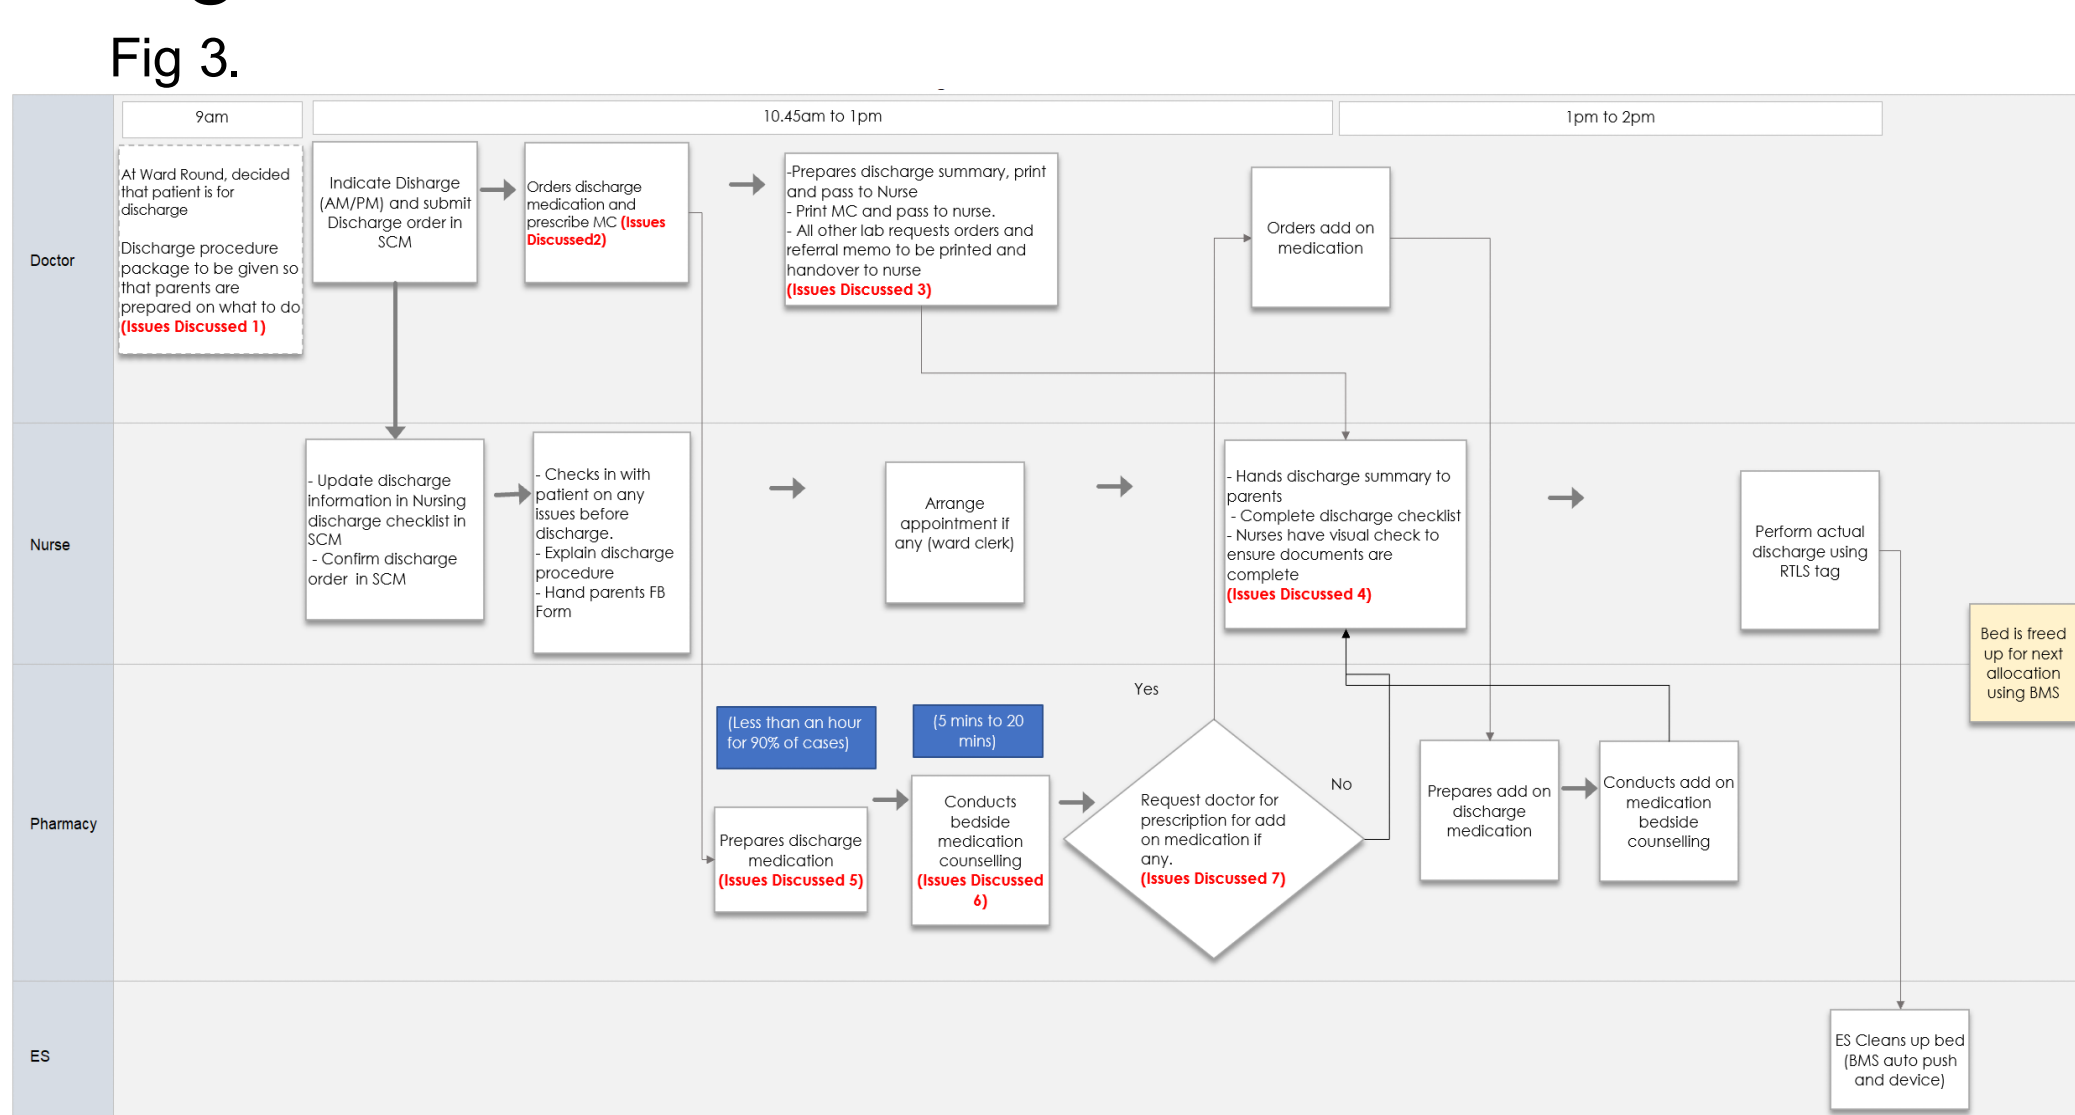 Fig 3.
9am
10.45am to 1pm
1pm to 2pm
Doctor
At Ward Round, decided
that patient is for
discharge
Discharge procedure
package to be given so
that parents are
prepared on what to do
(Issues Discussed 1)
Indicate Disharge
(AM/PM) and submit
Discharge order in
SCM
Orders discharge
medication and
prescribe MC (Issues
Discussed2)
-Prepares discharge summary, print
and pass to Nurse
- Print MC and pass to nurse.
- All other lab requests orders and
referral memo to be printed and
handover to nurse
(Issues Discussed 3)
Orders add on
medication
Nurse
- Update discharge
information in Nursing
discharge checklist in
SCM
- Confirm discharge
order in SCM
- Checks in with
patient on any
issues before
discharge.
- Explain discharge
procedure
- Hand parents FB
Form
Arrange
appointment if
any (ward clerk)
- Hands discharge summary to
parents
- Complete discharge checklist
- Nurses have visual check to
ensure documents are
complete
(Issues Discussed 4)
Perform actual
discharge using
RTLS tag
Bed is freed
up for next
allocation
using BMS
Pharmacy
(Less than an hour
for 90% of cases)
(5 mins to 20
mins)
Yes
No
Prepares discharge
medication
(Issues Discussed 5)
Conducts
bedside
medication
counselling
(Issues Discussed
6)
Request doctor for
prescription for add
on medication if
any.
(Issues Discussed 7)
Prepares add on
discharge
medication
Conducts add on
medication
bedside
counselling
ES
ES Cleans up bed
(BMS auto push
and device)